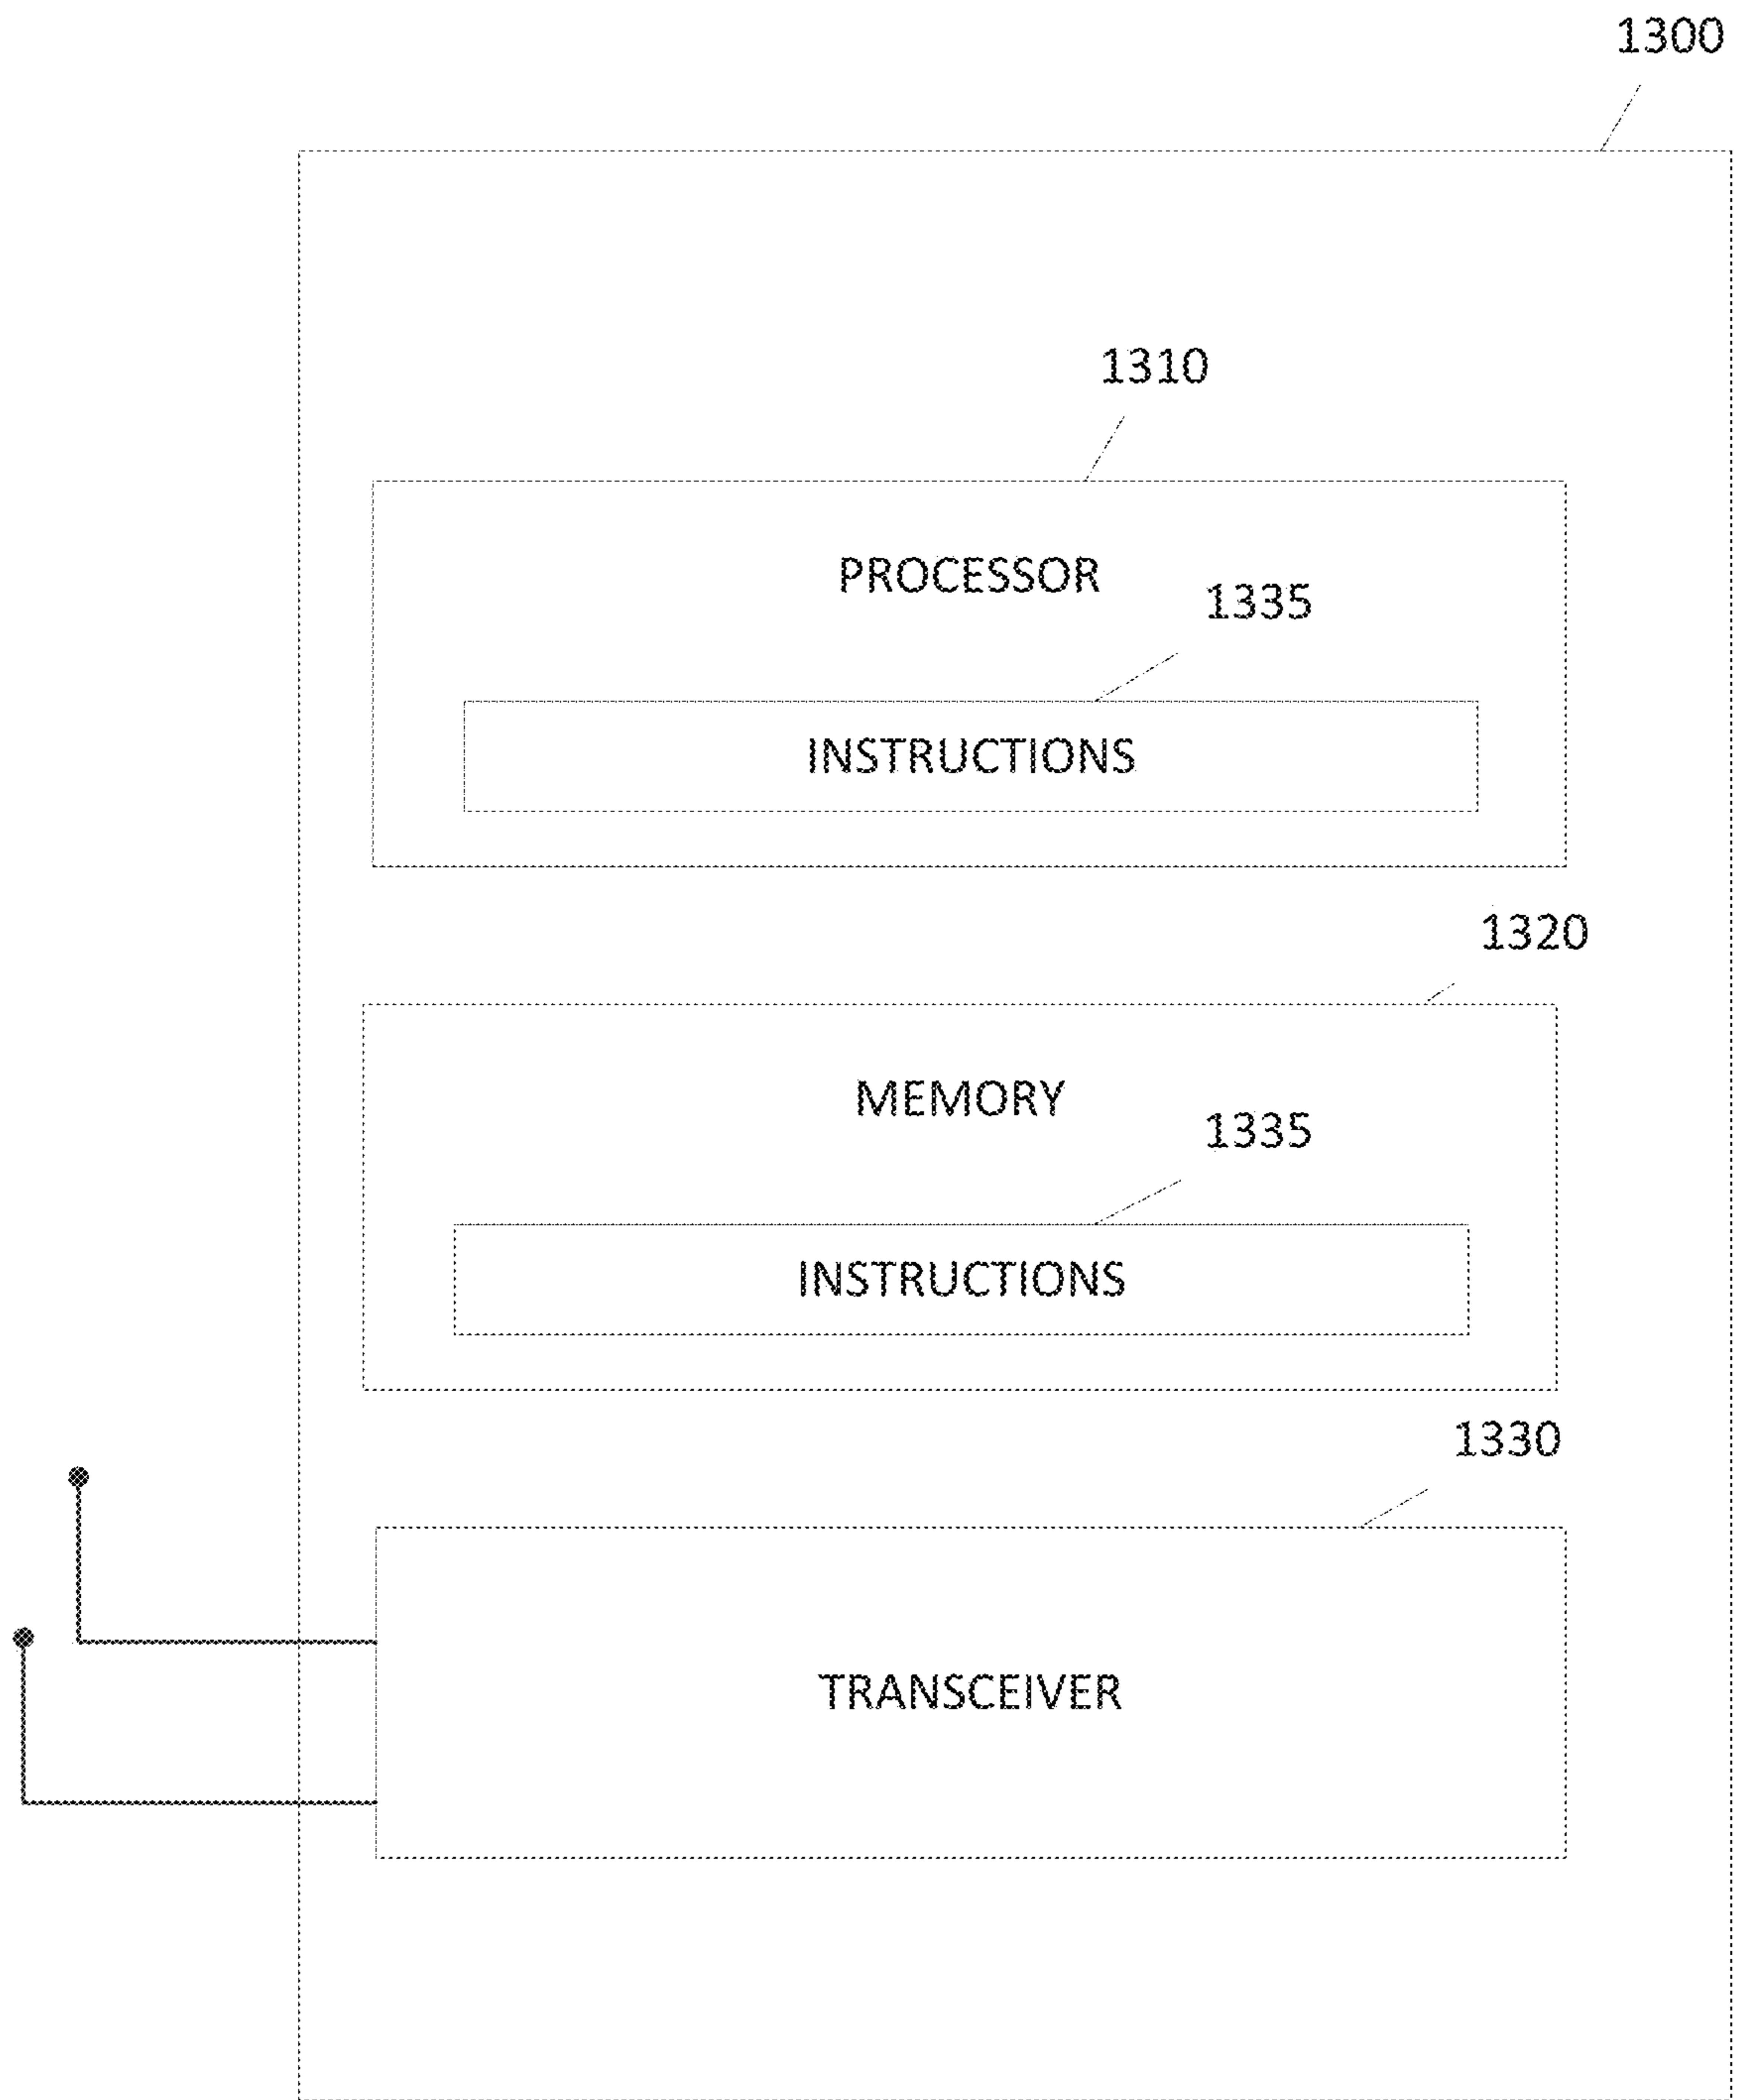 1300
1310
PROCESSOR
1335
INSTRUCTIONS
1320
MEMORY
1335
INSTRUCTIONS
1330
TRANSCEIVER